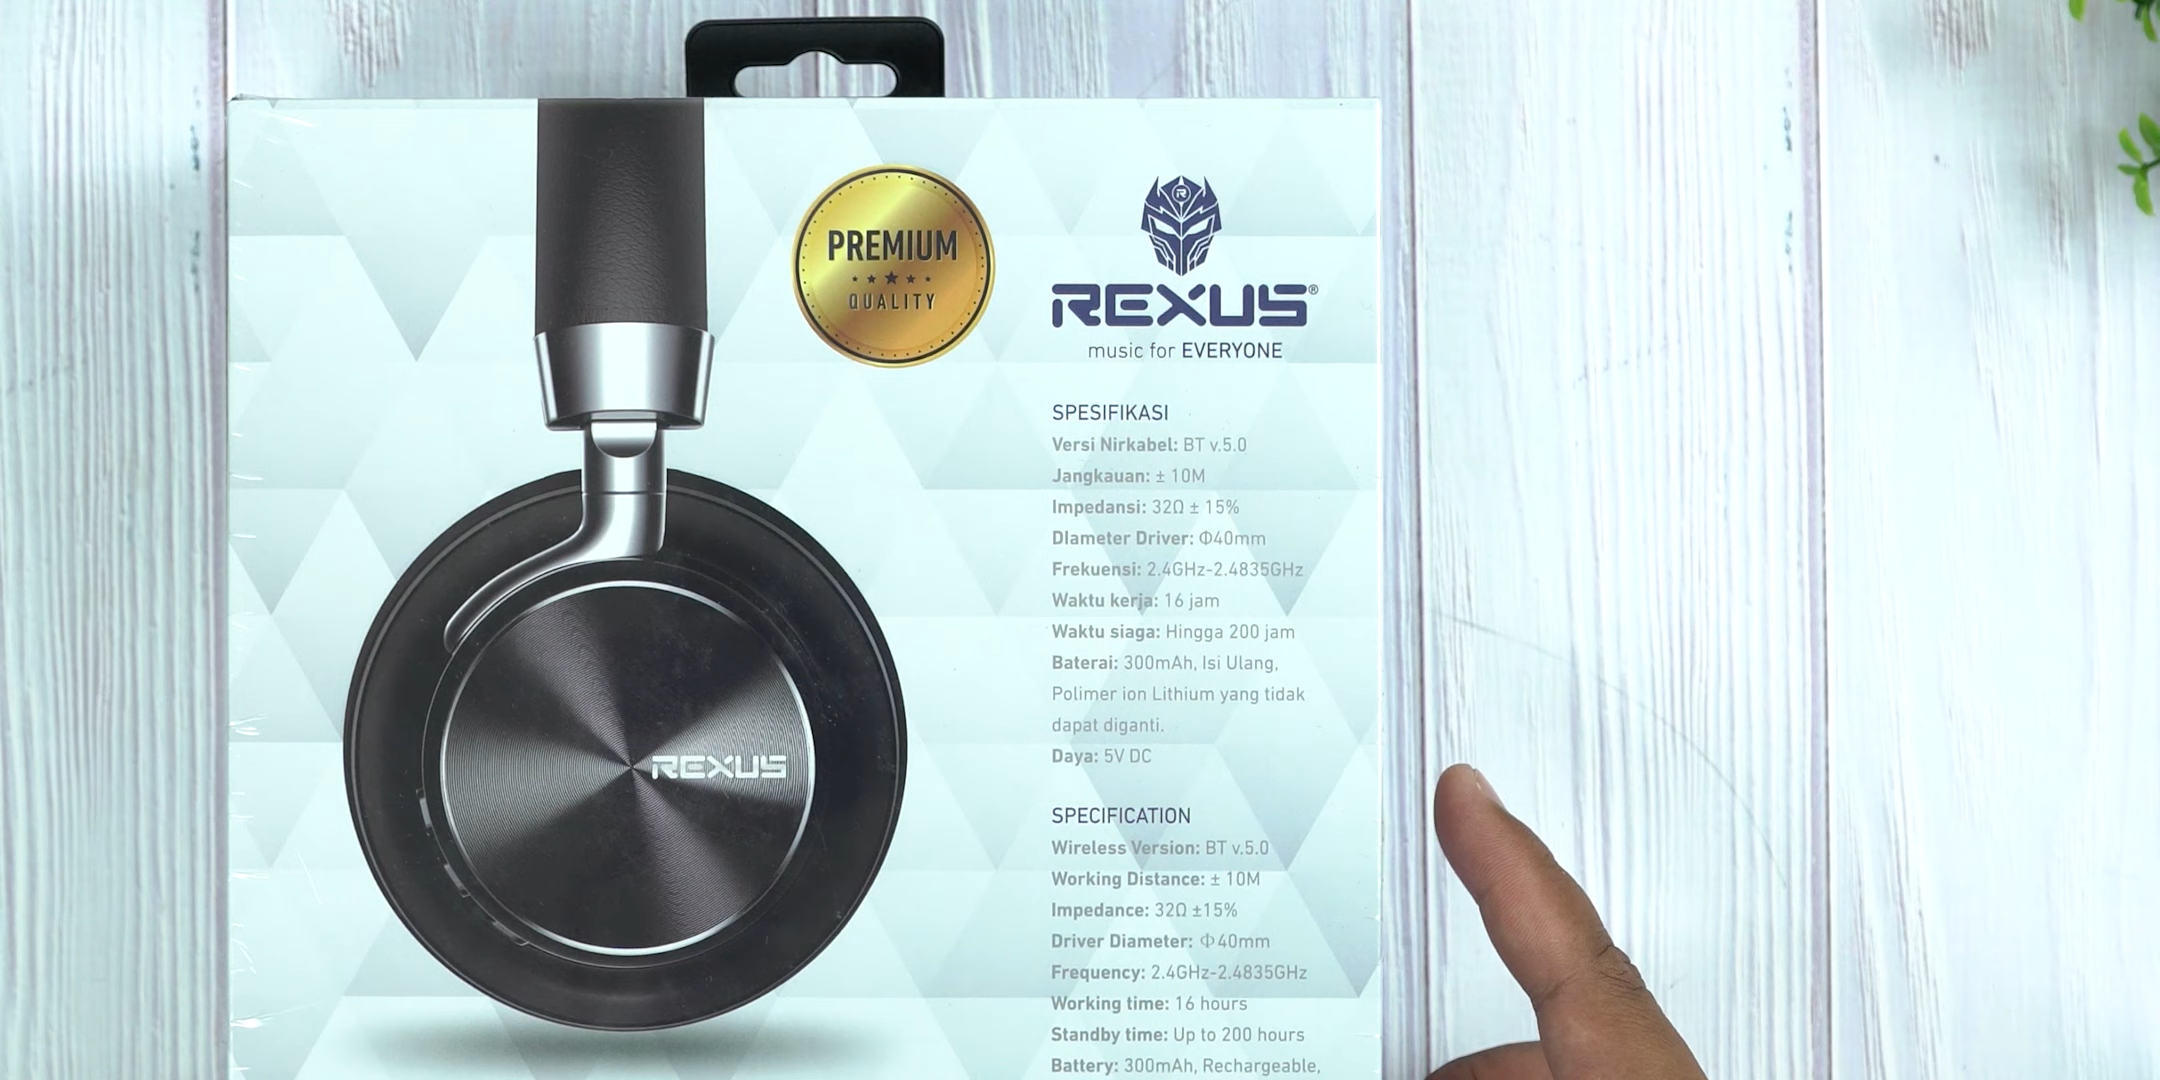 PREMIUM
QUALITY
R
REXUS®
music for EVERYONE
SPESIFIKASI
Versi Nirkabel: BT v.5.0
Jangkauan: ± 10M
Impedansi: 32Ω ± 15%
DIameter Driver: Φ40mm
Frekuensi: 2.4GHz-2.4835GHz
Waktu kerja: 16 jam
Waktu siaga: Hingga 200 jam
Baterai: 300mAh, Isi Ulang,
Polimer ion Lithium yang tidak
dapat diganti.
Daya: 5V DC
REXUS
SPECIFICATION
Wireless Version: BT v.5.0
Working Distance: ± 10M
Impedance: 32Ω ±15%
Driver Diameter: Φ40mm
Frequency: 2.4GHz-2.4835GHz
Working time: 16 hours
Standby time: Up to 200 hours
Battery: 300mAh, Rechargeable,